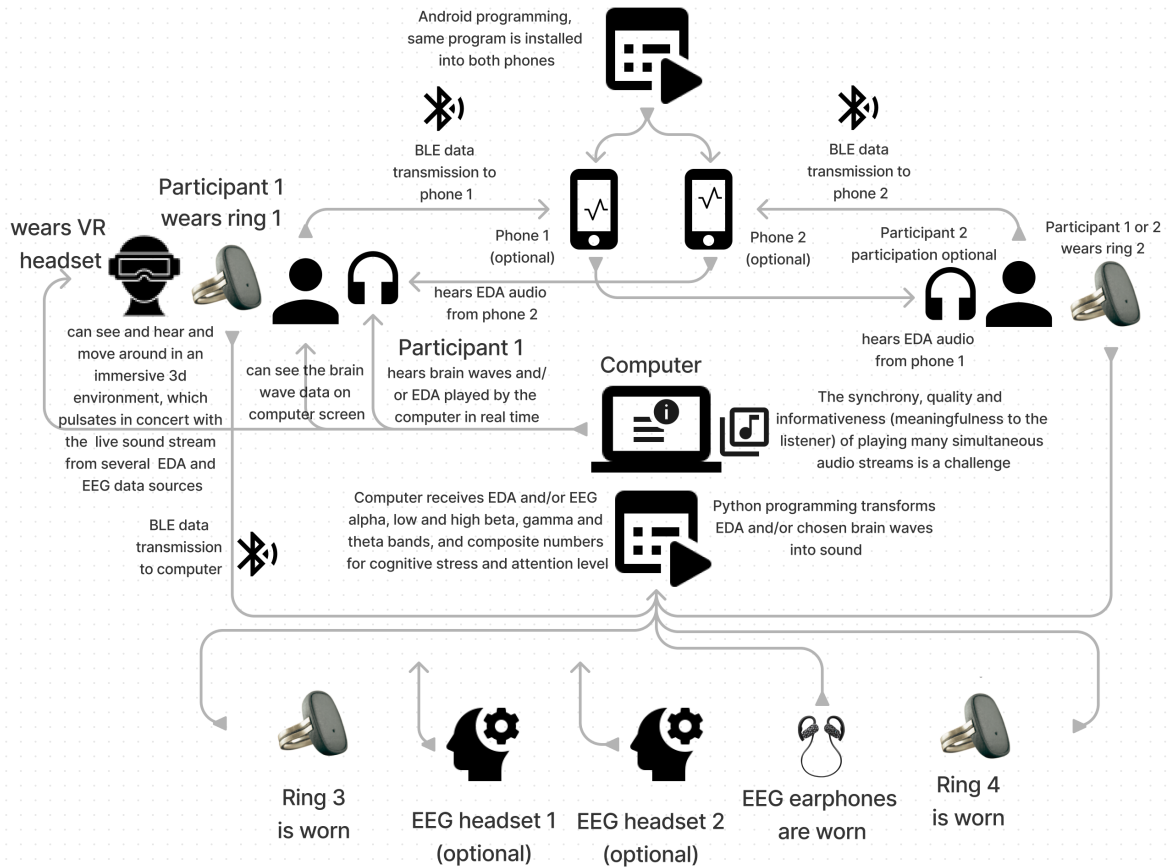 Android programming,
same program is installed
into both phones
BLE data
transmission to
phone 1
BLE data
transmission to
phone 2
Participant 1
wears ring 1
wears VR
headset
Phone 1
(optional)
Phone 2
(optional)
Participant 2
participation optional
Participant 1 or 2
wears ring 2
hears EDA audio
from phone 2
hears EDA audio
from phone 1
can see and hear and
move around in an
immersive 3d
environment, which
pulsates in concert with
the live sound stream
from several EDA and
EEG data sources
can see the brain
wave data on
computer screen
Participant 1
hears brain waves and/
or EDA played by the
computer in real time
Computer
The synchrony, quality and
informativeness (meaningfulness to the
listener) of playing many simultaneous
audio streams is a challenge
Computer receives EDA and/or EEG
alpha, low and high beta, gamma and
theta bands, and composite numbers
for cognitive stress and attention level
Python programming transforms
EDA and/or chosen brain waves
into sound
BLE data
transmission
to computer
Ring 3
is worn
EEG headset 1
(optional)
EEG headset 2
(optional)
EEG earphones
are worn
Ring 4
is worn